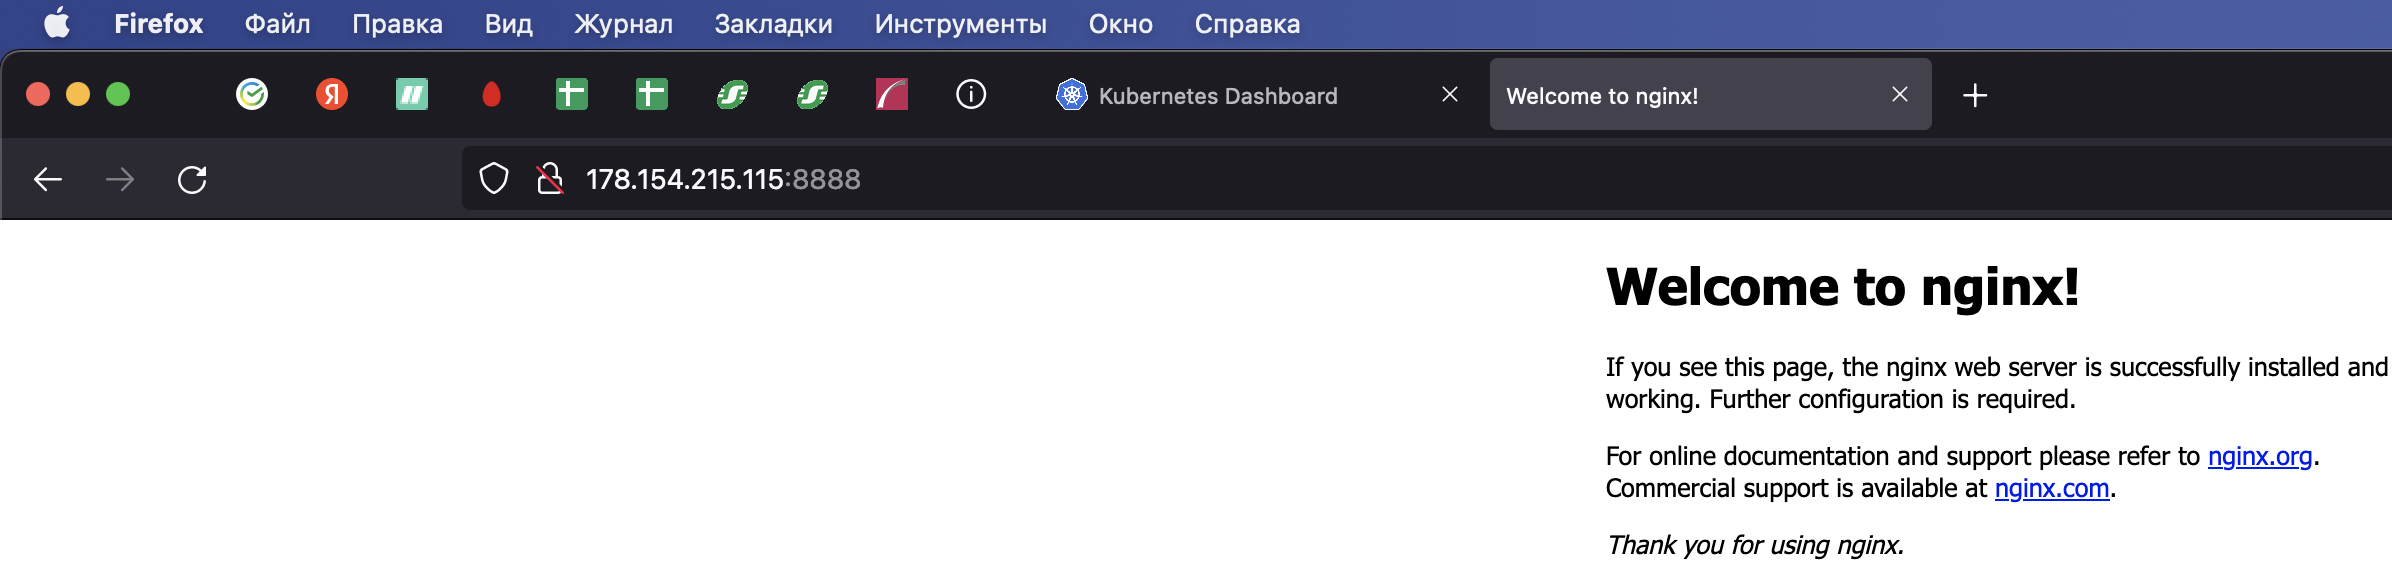 Firefox Файл Правка Вид Журнал Закладки Инструменты Окно Справка
Я Kubernetes Dashboard Welcome to nginx!
178.154.215.115:8888
Welcome to nginx!
If you see this page, the nginx web server is successfully installed and
working. Further configuration is required.
For online documentation and support please refer to nginx.org.
Commercial support is available at nginx.com.
Thank you for using nginx.